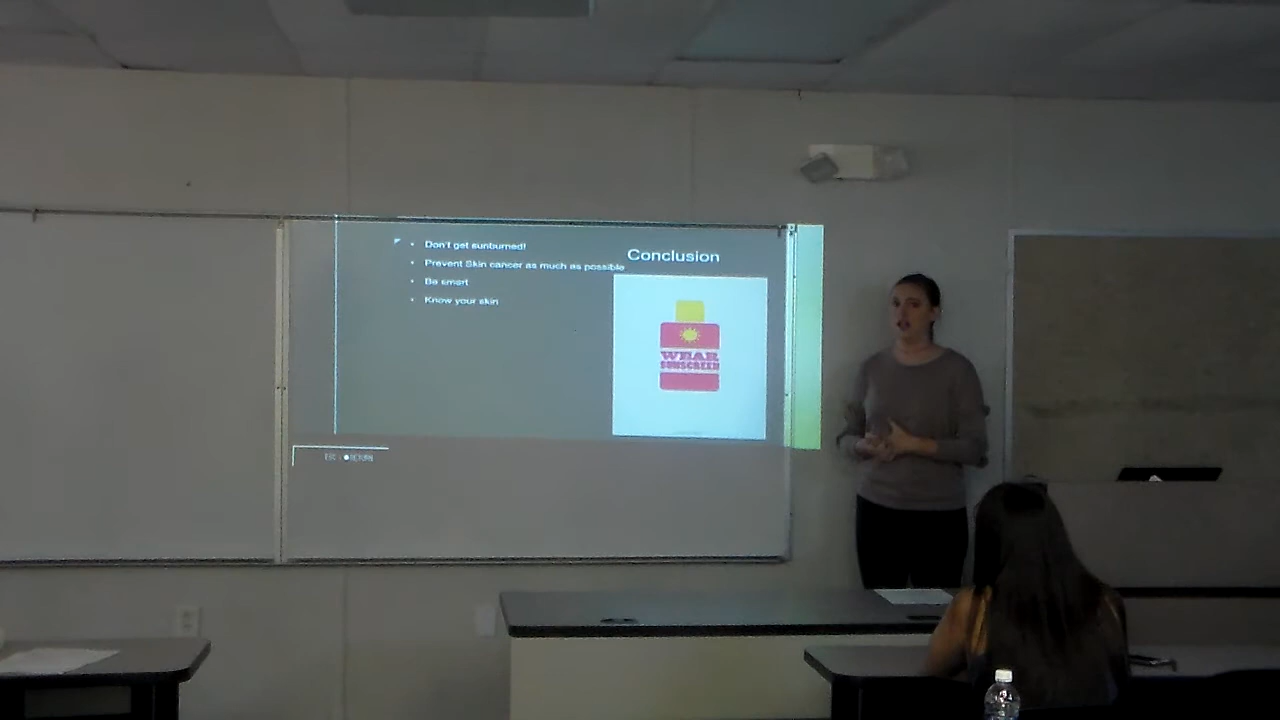 Conclusion
Don't get sunburned!
Prevent Skin cancer as much as possible
Be smart
Know your skin
WEAR
SUNSCREEN